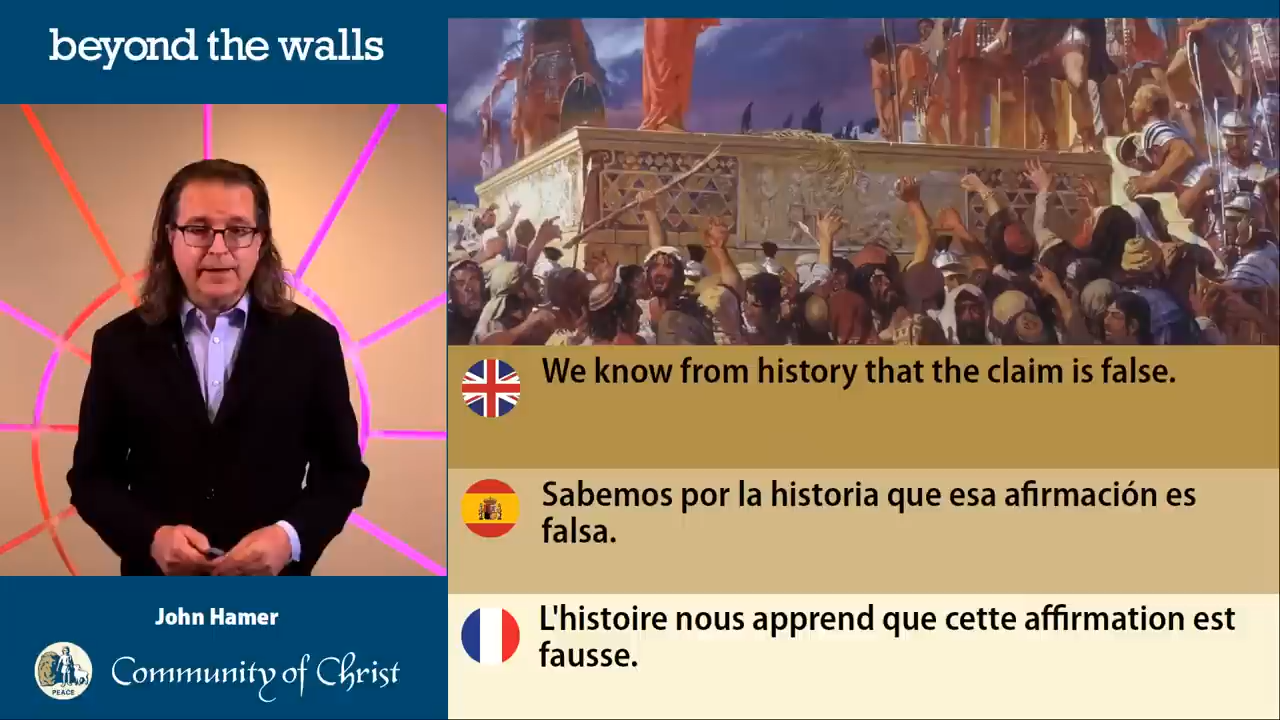 beyond the walls
We know from history that the claim is false.
Sabemos por la historia que esa afirmación es
falsa.
L'histoire nous apprend que cette affirmation est
fausse.
John Hamer
PEACE
Community of Christ